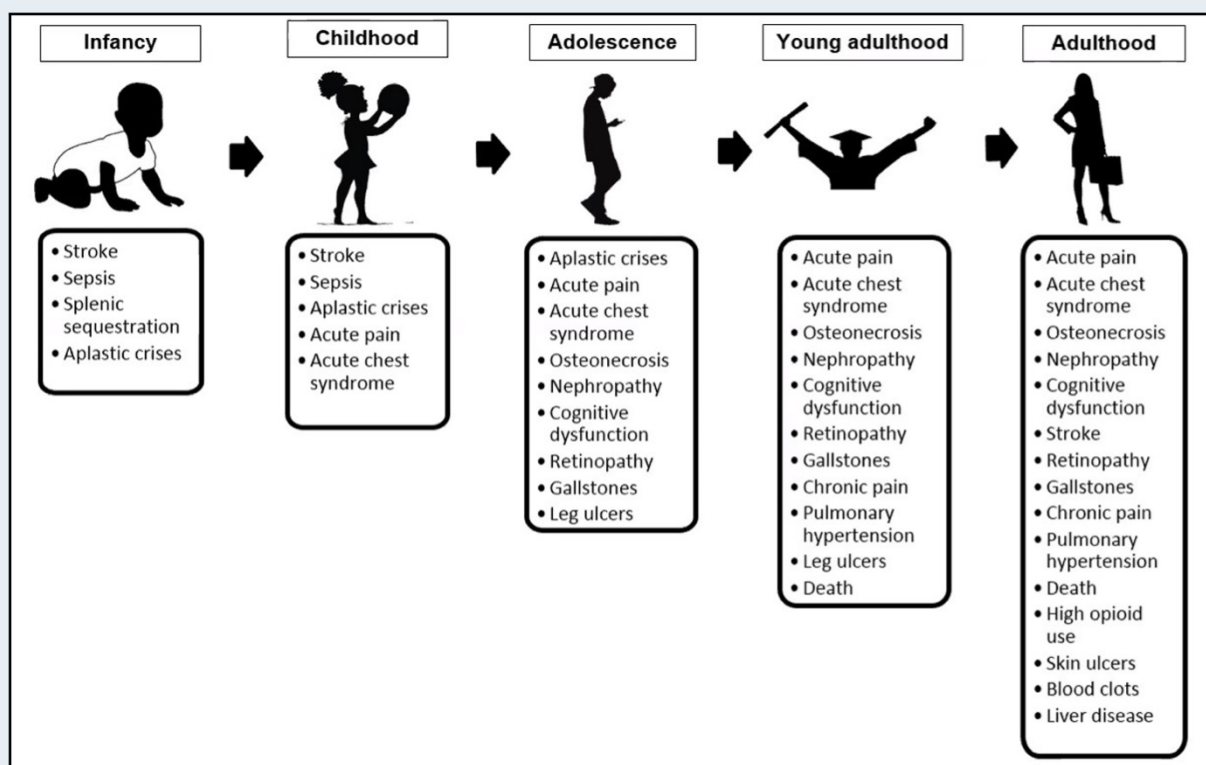 Infancy
• Stroke
• Sepsis
• Splenic
sequestration
• Aplastic crises
Childhood
• Stroke
• Sepsis
• Aplastic crises
• Acute pain
• Acute chest
syndrome
Adolescence
• Aplastic crises
• Acute pain
• Acute chest
syndrome
• Osteonecrosis
• Nephropathy
• Cognitive
dysfunction
• Retinopathy
• Gallstones
• Leg ulcers
Young adulthood
• Acute pain
• Acute chest
syndrome
• Osteonecrosis
• Nephropathy
• Cognitive
dysfunction
• Retinopathy
• Gallstones
• Chronic pain
• Pulmonary
hypertension
• Leg ulcers
• Death
Adulthood
• Acute pain
• Acute chest
syndrome
• Osteonecrosis
• Nephropathy
• Cognitive
dysfunction
• Stroke
• Retinopathy
• Gallstones
• Chronic pain
• Pulmonary
hypertension
• Death
• High opioid
use
• Skin ulcers
• Blood clots
• Liver disease